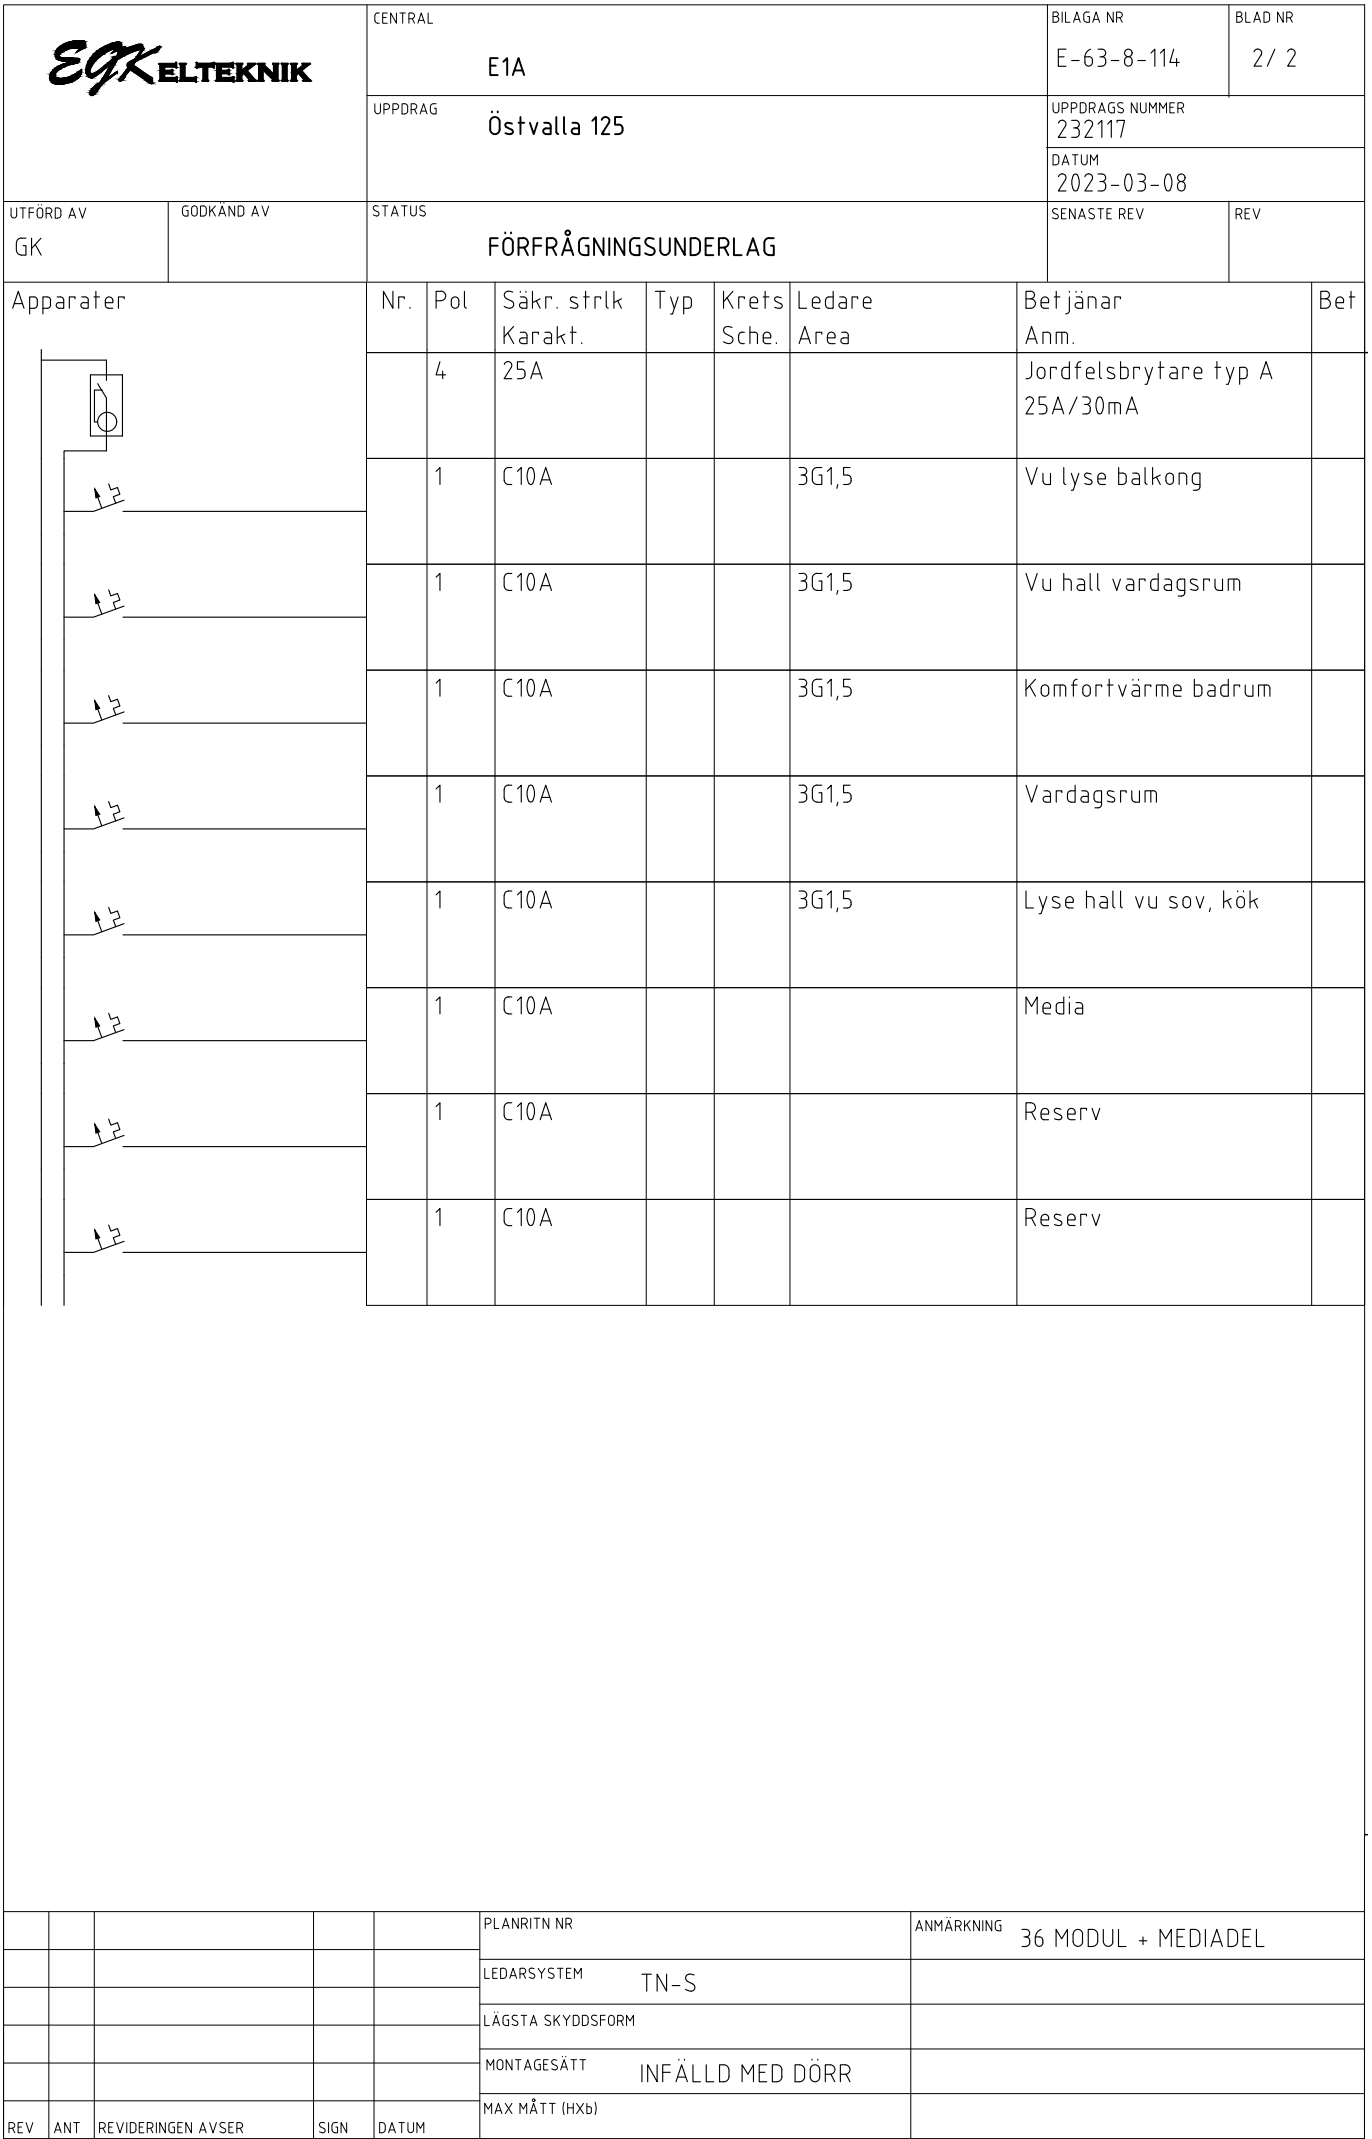 EGK ELTEKNIK
CENTRAL
E1A
BILAGA NR
E-63-8-114
BLAD NR
2/ 2
UPPDRAG
Östvalla 125
UPPDRAGS NUMMER
232117
DATUM
2023-03-08
UTFÖRD AV
GK
GODKÄND AV
STATUS
FÖRFRÅGNINGSUNDERLAG
SENASTE REV
REV
Apparater Nr. Pol Säkr. strlk Typ Krets Ledare Betjänar Bet
Karakt. Sche. Area Anm.
4 25A Jordfelsbrytare typ A
25A/30mA
1 C10A 3G1,5 Vu lyse balkong
1 C10A 3G1,5 Vu hall vardagsrum
1 C10A 3G1,5 Komfortvärme badrum
1 C10A 3G1,5 Vardagsrum
1 C10A 3G1,5 Lyse hall vu sov, kök
1 C10A Media
1 C10A Reserv
1 C10A Reserv
PLANRITN NR
ANMÄRKNING 36 MODUL + MEDIADEL
LEDARSYSTEM TN-S
LÄGSTA SKYDDSFORM
MONTAGESÄTT INFÄLLD MED DÖRR
MAX MÅTT (HXb)
REV ANT REVIDERINGEN AVSER SIGN DATUM